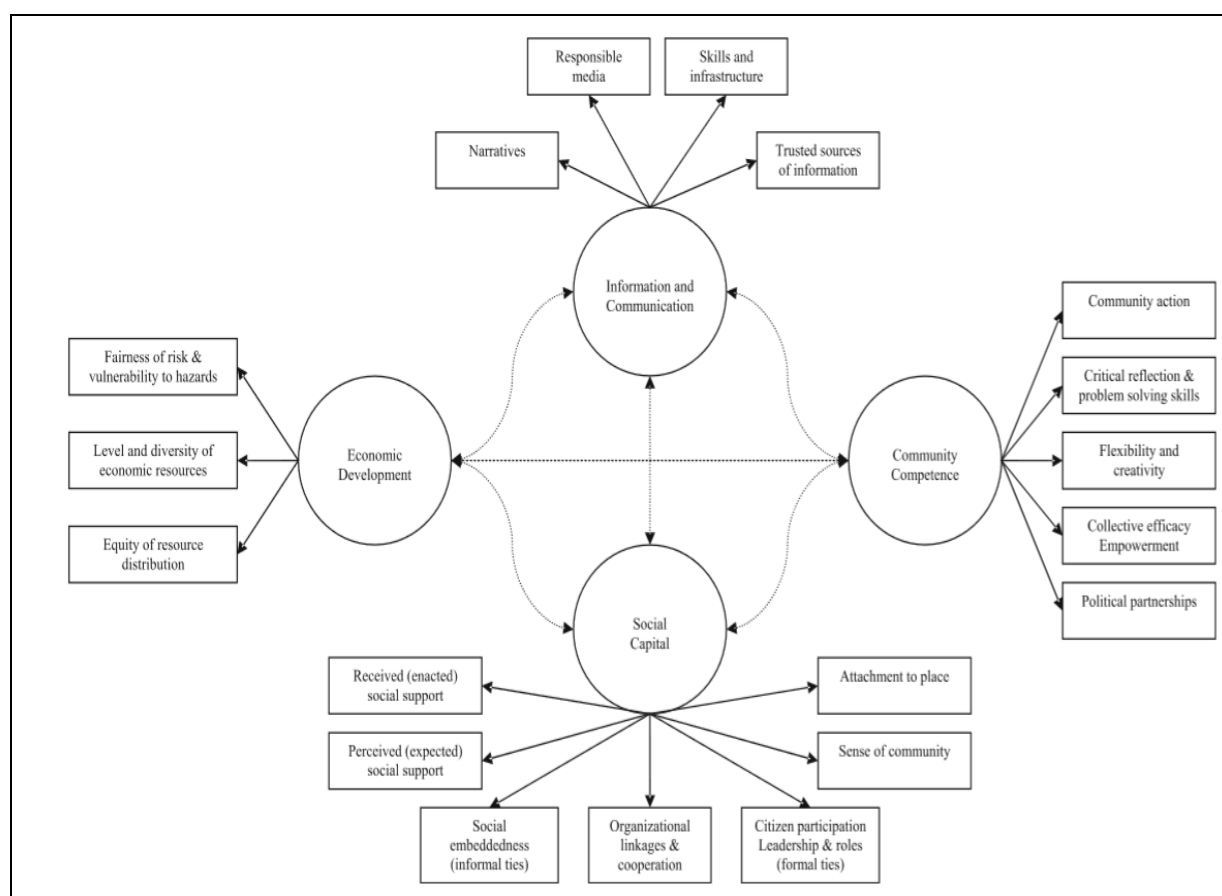 Responsible
media
Skills and
infrastructure
Narratives
Trusted sources
of information
Information and
Communication
Community action
Fairness of risk &
vulnerability to hazards
Critical reflection &
problem solving skills
Level and diversity of
economic resources
Economic
Development
Community
Competence
Flexibility and
creativity
Equity of resource
distribution
Collective efficacy
Empowerment
Political partnerships
Social
Capital
Received (enacted)
social support
Attachment to place
Perceived (expected)
social support
Sense of community
Social
embeddedness
(informal ties)
Organizational
linkages &
cooperation
Citizen participation
Leadership & roles
(formal ties)